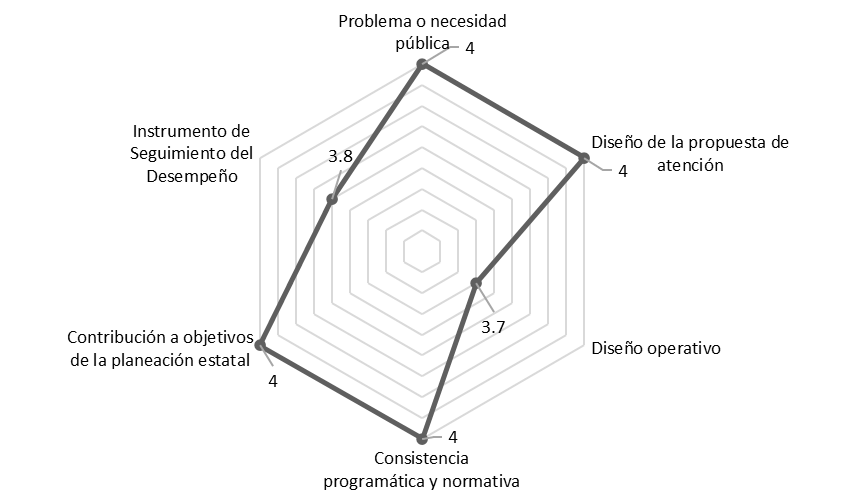 Problema o necesidad
pública
4
Diseño de la propuesta de
atención
4
Diseño operativo
3.7
Consistencia
programática y normativa
4
Contribución a objetivos
de la planeación estatal
4
Instrumento de
Seguimiento del
Desempeño
3.8